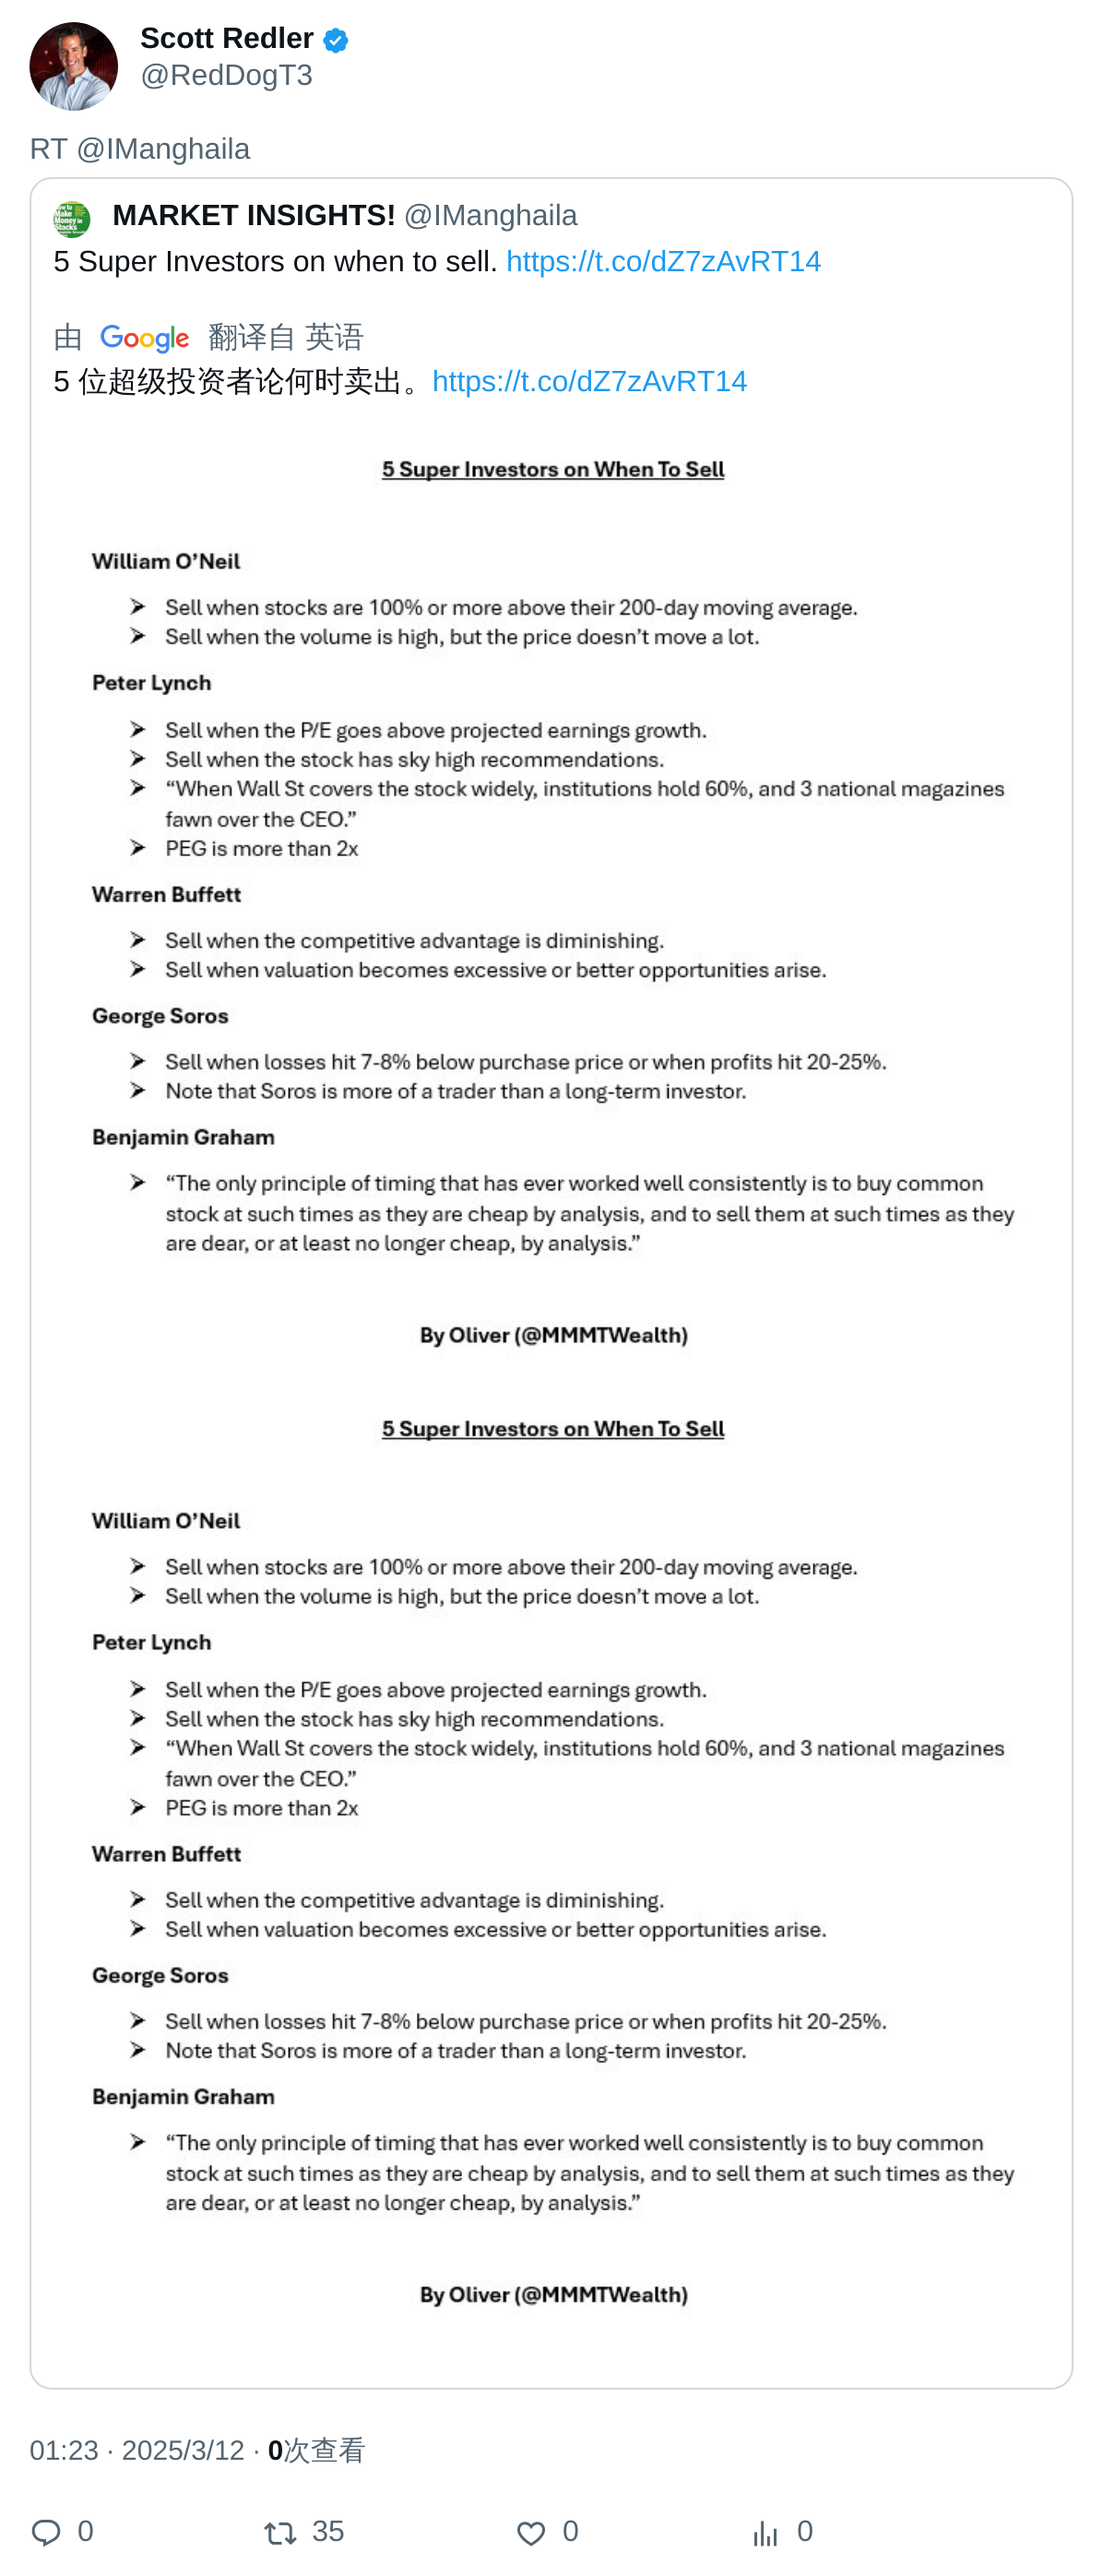 Scott Redler
@RedDogT3
RT @IManghaila
MARKET INSIGHTS! @IManghaila
5 Super Investors on when to sell. https://t.co/dZ7zAvRT14
由 Google 翻译自 英语
5 位超级投资者论何时卖出。https://t.co/dZ7zAvRT14
5 Super Investors on When To Sell
William O’Neil
➤ Sell when stocks are 100% or more above their 200-day moving average.
➤ Sell when the volume is high, but the price doesn’t move a lot.
Peter Lynch
➤ Sell when the P/E goes above projected earnings growth.
➤ Sell when the stock has sky high recommendations.
➤ “When Wall St covers the stock widely, institutions hold 60%, and 3 national magazines
fawn over the CEO.”
➤ PEG is more than 2x
Warren Buffett
➤ Sell when the competitive advantage is diminishing.
➤ Sell when valuation becomes excessive or better opportunities arise.
George Soros
➤ Sell when losses hit 7-8% below purchase price or when profits hit 20-25%.
➤ Note that Soros is more of a trader than a long-term investor.
Benjamin Graham
➤ “The only principle of timing that has ever worked well consistently is to buy common
stock at such times as they are cheap by analysis, and to sell them at such times as they
are dear, or at least no longer cheap, by analysis.”
By Oliver (@MMMTWealth)
5 Super Investors on When To Sell
William O’Neil
➤ Sell when stocks are 100% or more above their 200-day moving average.
➤ Sell when the volume is high, but the price doesn’t move a lot.
Peter Lynch
➤ Sell when the P/E goes above projected earnings growth.
➤ Sell when the stock has sky high recommendations.
➤ “When Wall St covers the stock widely, institutions hold 60%, and 3 national magazines
fawn over the CEO.”
➤ PEG is more than 2x
Warren Buffett
➤ Sell when the competitive advantage is diminishing.
➤ Sell when valuation becomes excessive or better opportunities arise.
George Soros
➤ Sell when losses hit 7-8% below purchase price or when profits hit 20-25%.
➤ Note that Soros is more of a trader than a long-term investor.
Benjamin Graham
➤ “The only principle of timing that has ever worked well consistently is to buy common
stock at such times as they are cheap by analysis, and to sell them at such times as they
are dear, or at least no longer cheap, by analysis.”
By Oliver (@MMMTWealth)
01:23 · 2025/3/12 · 0次查看
0 35 0 0